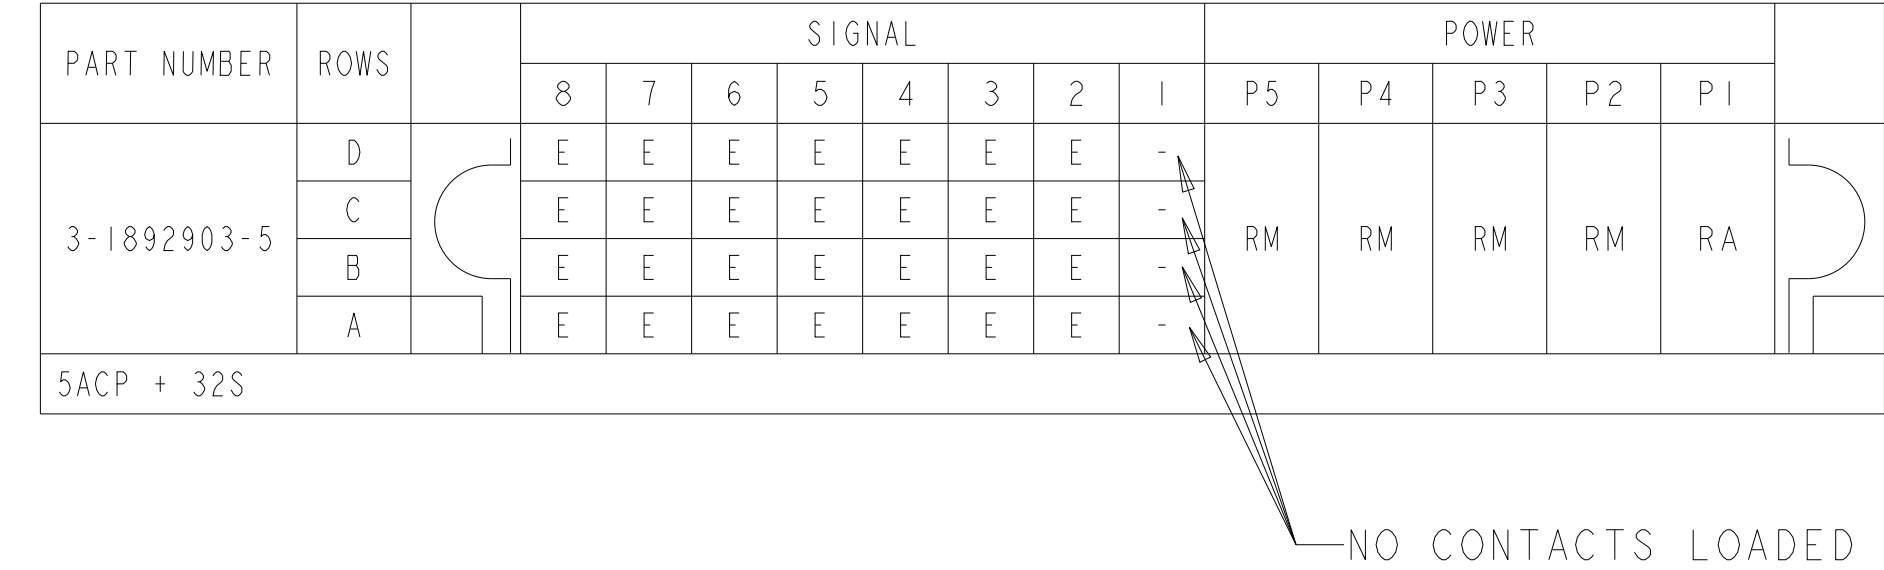 PART NUMBER ROWS SIGNAL POWER
8 7 6 5 4 3 2 1 P5 P4 P3 P2 P1
D E E E E E E E -
C E E E E E E E -
3-1892903-5 RM RM RM RM RA
B E E E E E E E -
A E E E E E E E -
5ACP + 32S
NO CONTACTS LOADED